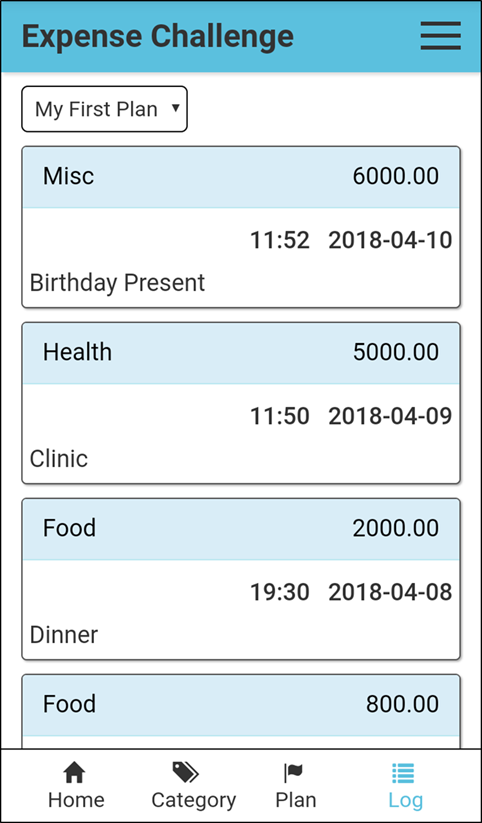 Expense Challenge
My First Plan
Misc 6000.00
11:52 2018-04-10
Birthday Present
Health 5000.00
11:50 2018-04-09
Clinic
Food 2000.00
19:30 2018-04-08
Dinner
Food 800.00
Home Category Plan Log